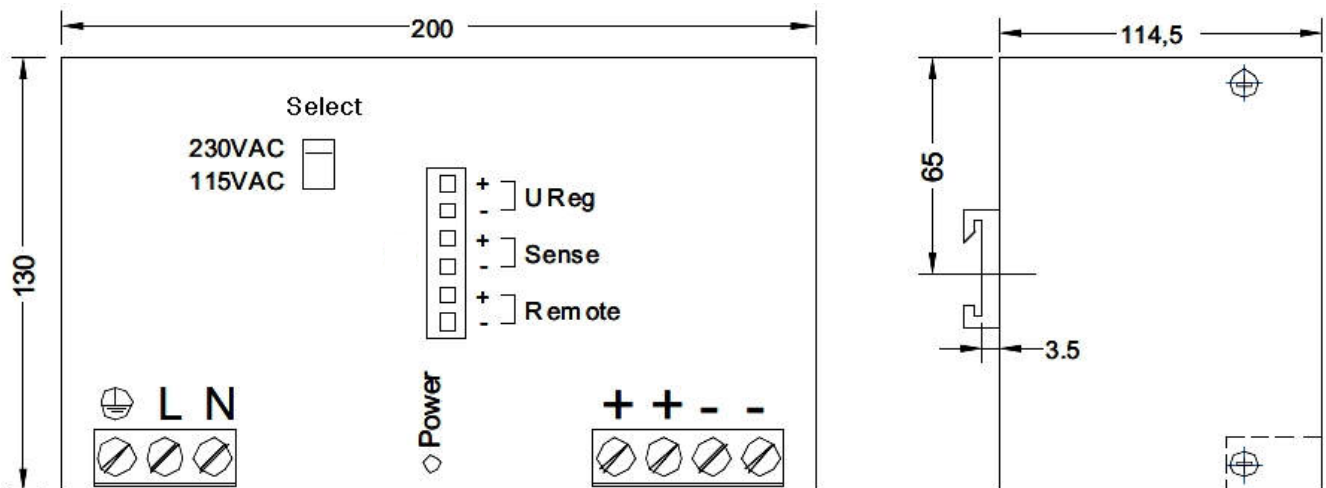 200
114,5
Select
230VAC
115VAC
+
-
U Reg
+
-
Sense
+
-
Remote
130
65
3.5
L N
Power
+ + - -